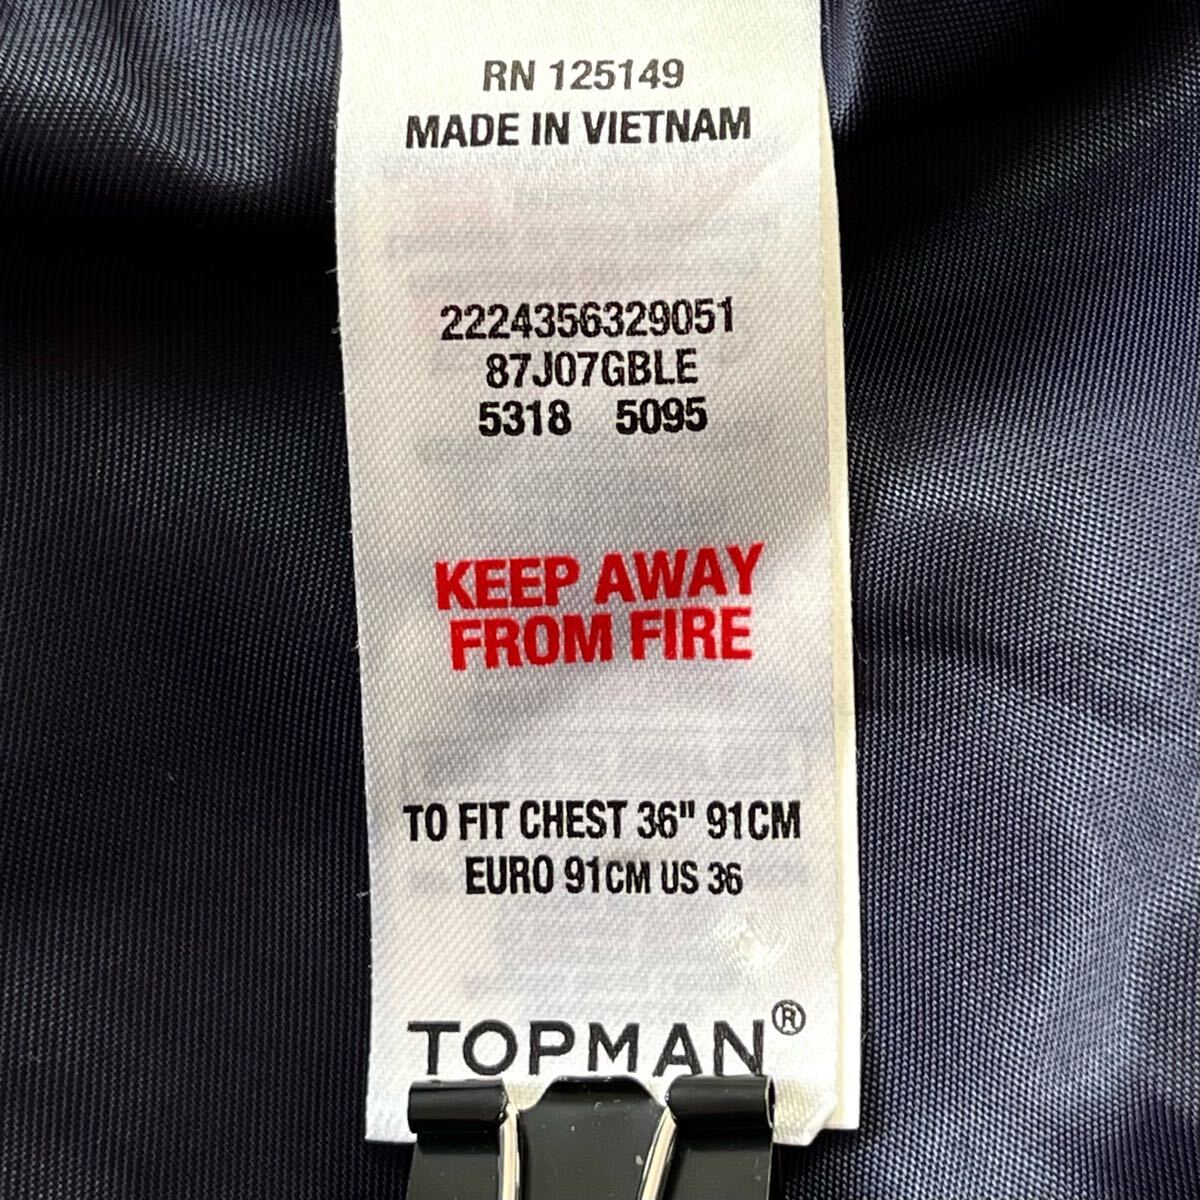 RN 125149
MADE IN VIETNAM
2224356329051
87J07GBLE
5318 5095
KEEP AWAY
FROM FIRE
TO FIT CHEST 36" 91CM
EURO 91CM US 36
TOPMAN®